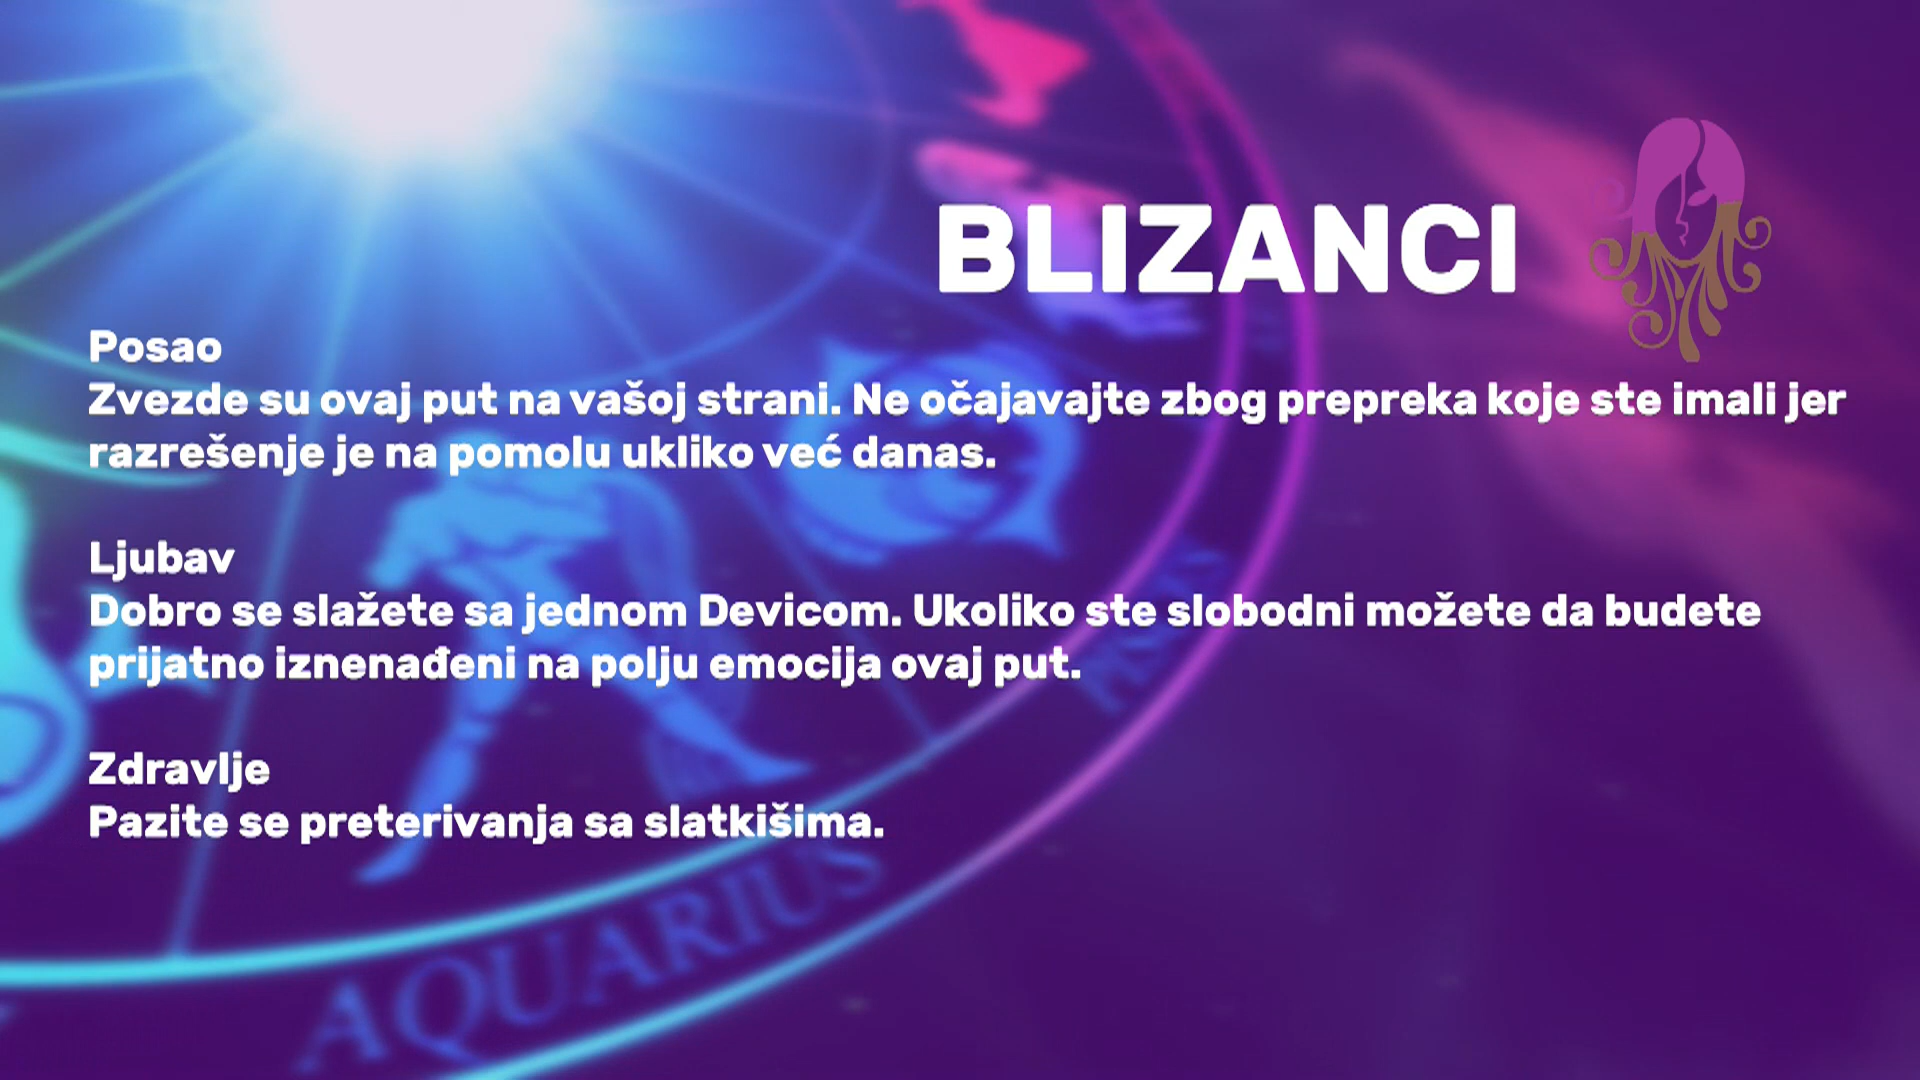 BLIZANCI
Posao
Zvezde su ovaj put na vašoj strani. Ne očajavajte zbog prepreka koje ste imali jer
razrešenje je na pomolu ukliko već danas.
Ljubav
Dobro se slažete sa jednom Devicom. Ukoliko ste slobodni možete da budete
prijatno iznenađeni na polju emocija ovaj put.
Zdravlje
Pazite se preterivanja sa slatkišima.
PISCES
AQUARIUS